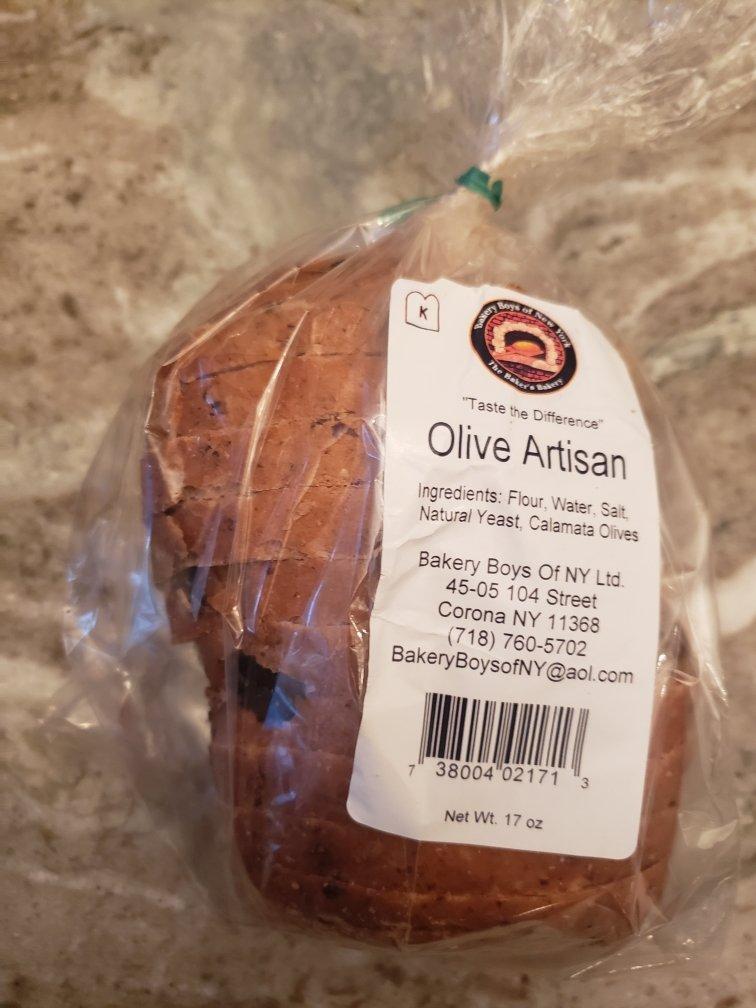 K
Bakery Boys of New York
The Baker's Bakery
"Taste the Difference"
Olive Artisan
Ingredients: Flour, Water, Salt,
Natural Yeast, Calamata Olives
Bakery Boys Of NY Ltd.
45-05 104 Street
Corona NY 11368
(718) 760-5702
BakeryBoysofNY@aol.com
7 38004 02171 3
Net Wt. 17 oz